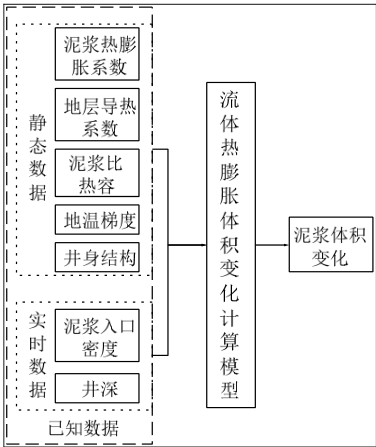 静态数据
泥浆热膨
胀系数
地层导热
系数
泥浆比
热容
地温梯度
井身结构
实时数据
泥浆入口
密度
井深
已知数据
流体热膨胀体积变化计算模型
泥浆体积
变化